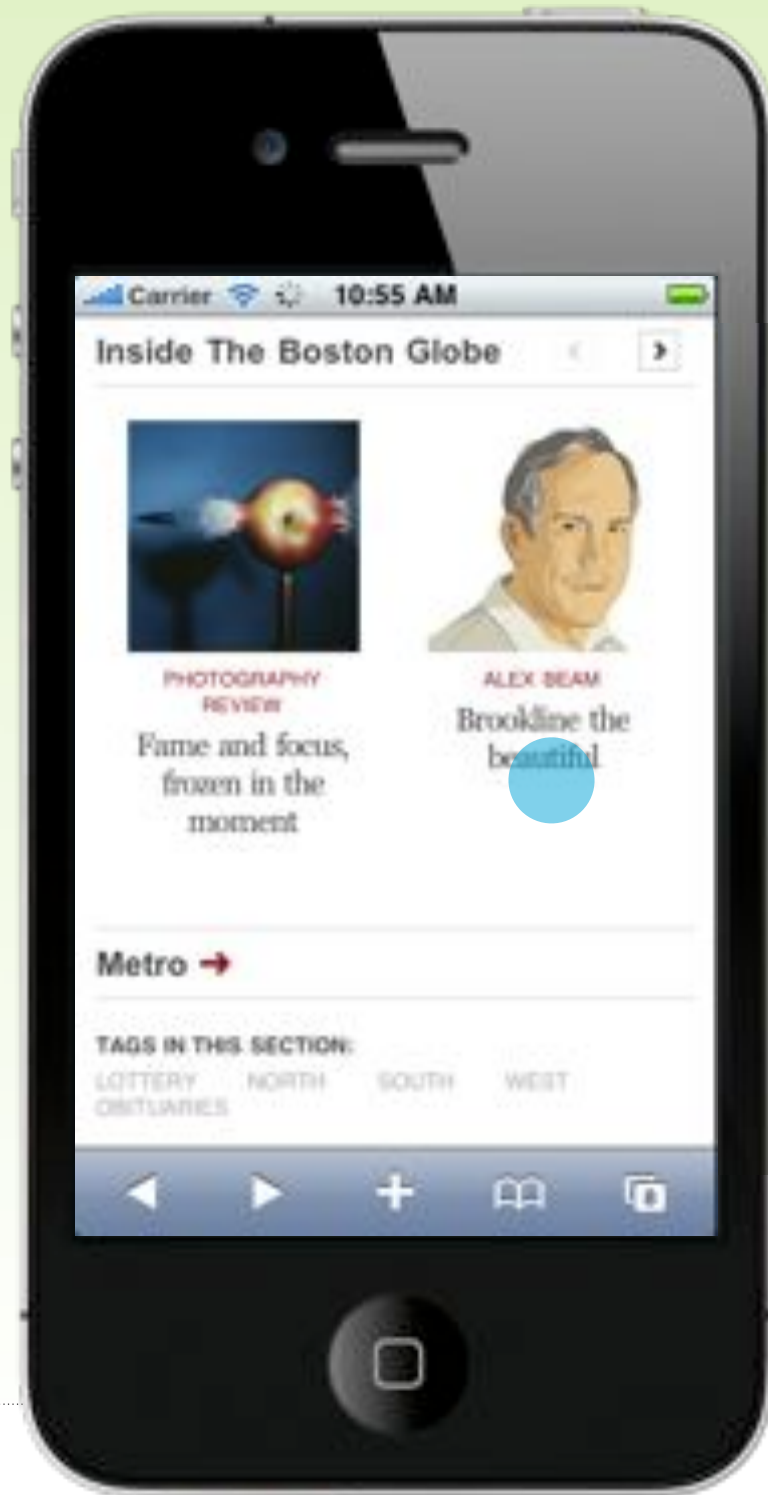 Carrier 10:55 AM
Inside The Boston Globe
PHOTOGRAPHY
REVIEW
Fame and focus,
frozen in the
moment
ALEX BEAM
Brookline the
beautiful
Metro
TAGS IN THIS SECTION:
LOTTERY NORTH SOUTH WEST
OBITUARIES